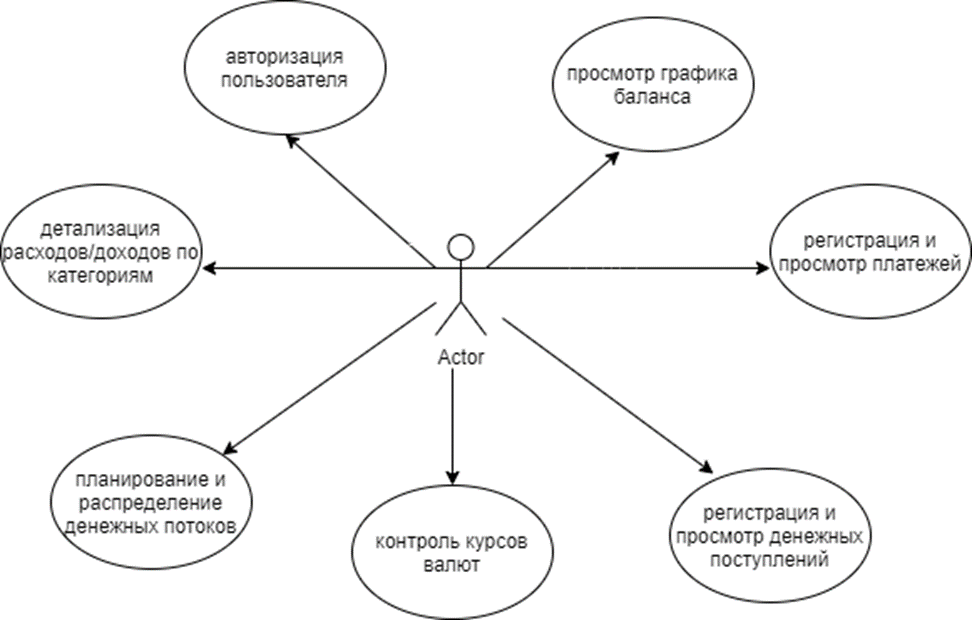 авторизация
пользователя
просмотр графика
баланса
детализация
расходов/доходов по
категориям
регистрация и
просмотр платежей
Actor
планирование и
распределение
денежных потоков
контроль курсов
валют
регистрация и
просмотр денежных
поступлений